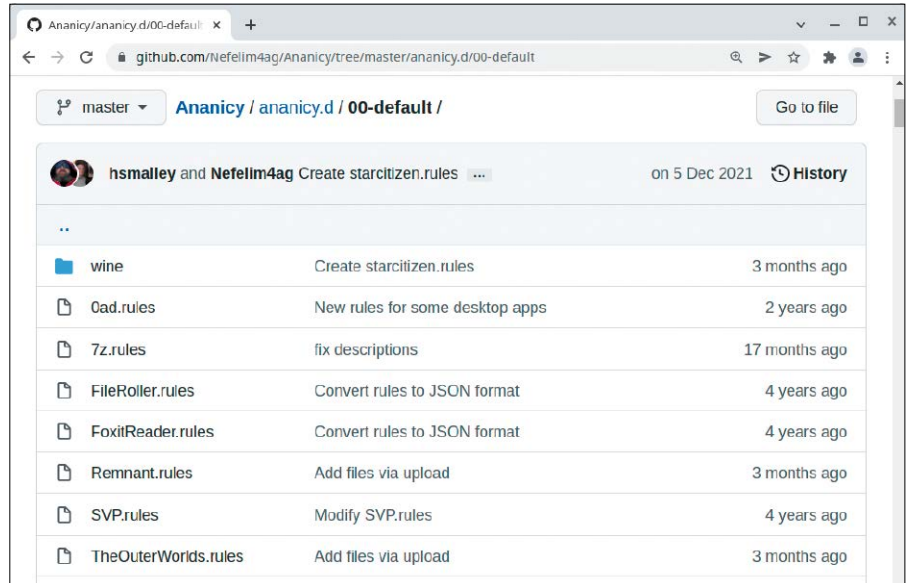 Ananicy/ananicy.d/00-defaul
github.com/Nefelim4ag/Ananicy/tree/master/ananicy.d/00-default
master Ananicy / ananicy.d / 00-default / Go to file
hsmalley and Nefelim4ag Create starcitizen.rules ... on 5 Dec 2021 History
..
wine Create starcitizen.rules 3 months ago
0ad.rules New rules for some desktop apps 2 years ago
7z.rules fix descriptions 17 months ago
FileRoller.rules Convert rules to JSON format 4 years ago
FoxitReader.rules Convert rules to JSON format 4 years ago
Remnant.rules Add files via upload 3 months ago
SVP.rules Modify SVP.rules 4 years ago
TheOuterWorlds.rules Add files via upload 3 months ago